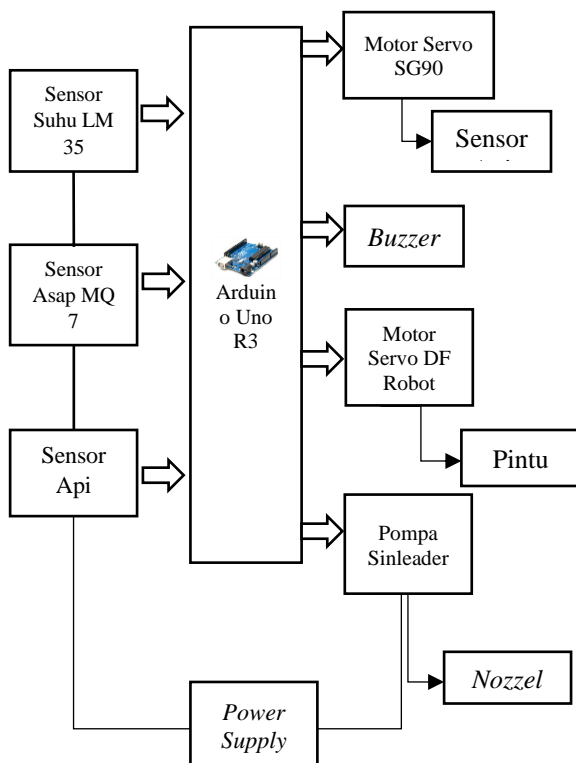 Sensor
Suhu LM
35
Sensor
Asap MQ
7
Sensor
Api
Arduin
o Uno
R3
Motor Servo
SG90
Sensor
Buzzer
Motor
Servo DF
Robot
Pintu
Pompa
Sinleader
Nozzel
Power
Supply